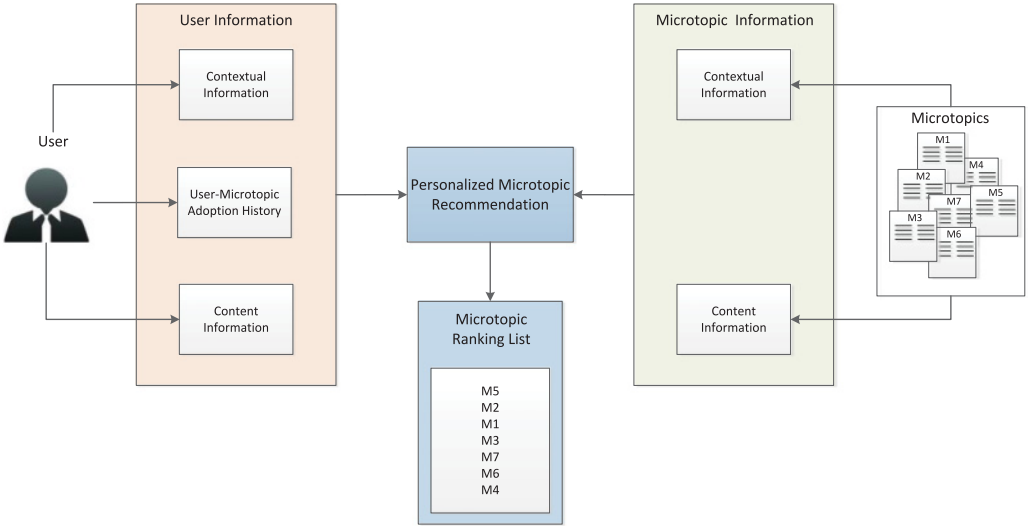 User Information
Microtopic Information
Contextual
Information
Contextual
Information
User
Microtopics
M1
M4
M2
M5
M7
M3
M6
User-Microtopic
Adoption History
Personalized Microtopic
Recommendation
Content
Information
Content
Information
Microtopic
Ranking List
M5
M2
M1
M3
M7
M6
M4